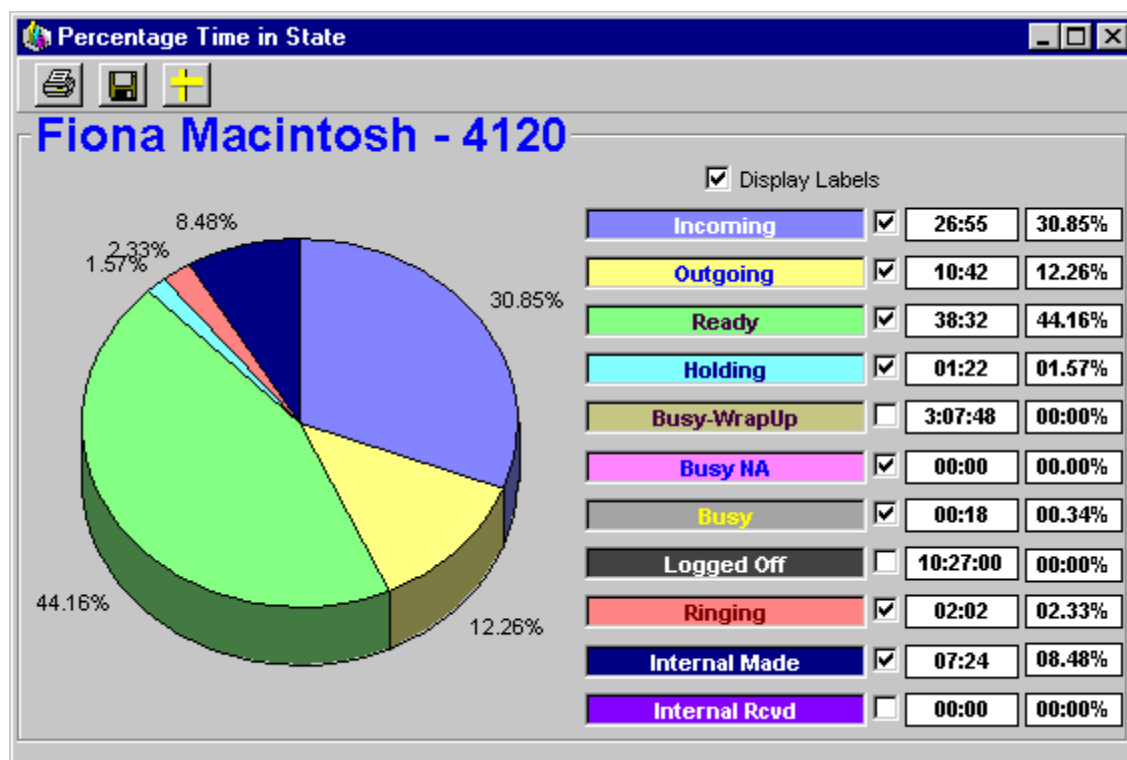 Percentage Time in State
Fiona Macintosh - 4120
Display Labels
8.48%
2.33%
1.57%
30.85%
44.16%
12.26%
Incoming 26:55 30.85%
Outgoing 10:42 12.26%
Ready 38:32 44.16%
Holding 01:22 01.57%
Busy-WrapUp 3:07:48 00:00%
Busy NA 00:00 00.00%
Busy 00:18 00.34%
Logged Off 10:27:00 00:00%
Ringing 02:02 02.33%
Internal Made 07:24 08.48%
Internal Rcvd 00:00 00:00%